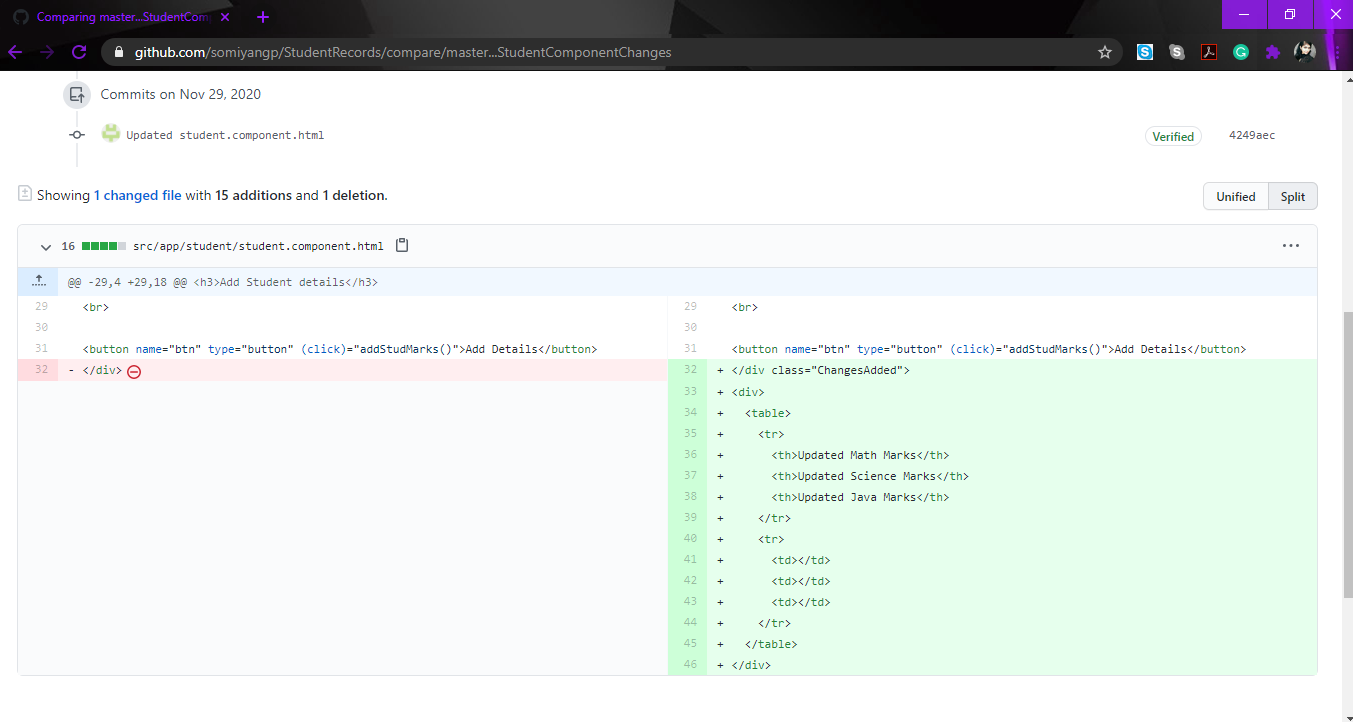 Comparing master...StudentCom
github.com/somiyangp/StudentRecords/compare/master...StudentComponentChanges
Commits on Nov 29, 2020
Updated student.component.html Verified 4249aec
Showing 1 changed file with 15 additions and 1 deletion. Unified Split
16 src/app/student/student.component.html
@@ -29,4 +29,18 @@ <h3>Add Student details</h3>
29 <br> 29 <br>
30 30
31 <button name="btn" type="button" (click)="addStudMarks()">Add Details</button> 31 <button name="btn" type="button" (click)="addStudMarks()">Add Details</button>
32 - </div> 32 + </div class="ChangesAdded">
33 + <div>
34 + <table>
35 + <tr>
36 + <th>Updated Math Marks</th>
37 + <th>Updated Science Marks</th>
38 + <th>Updated Java Marks</th>
39 + </tr>
40 + <tr>
41 + <td></td>
42 + <td></td>
43 + <td></td>
44 + </tr>
45 + </table>
46 + </div>